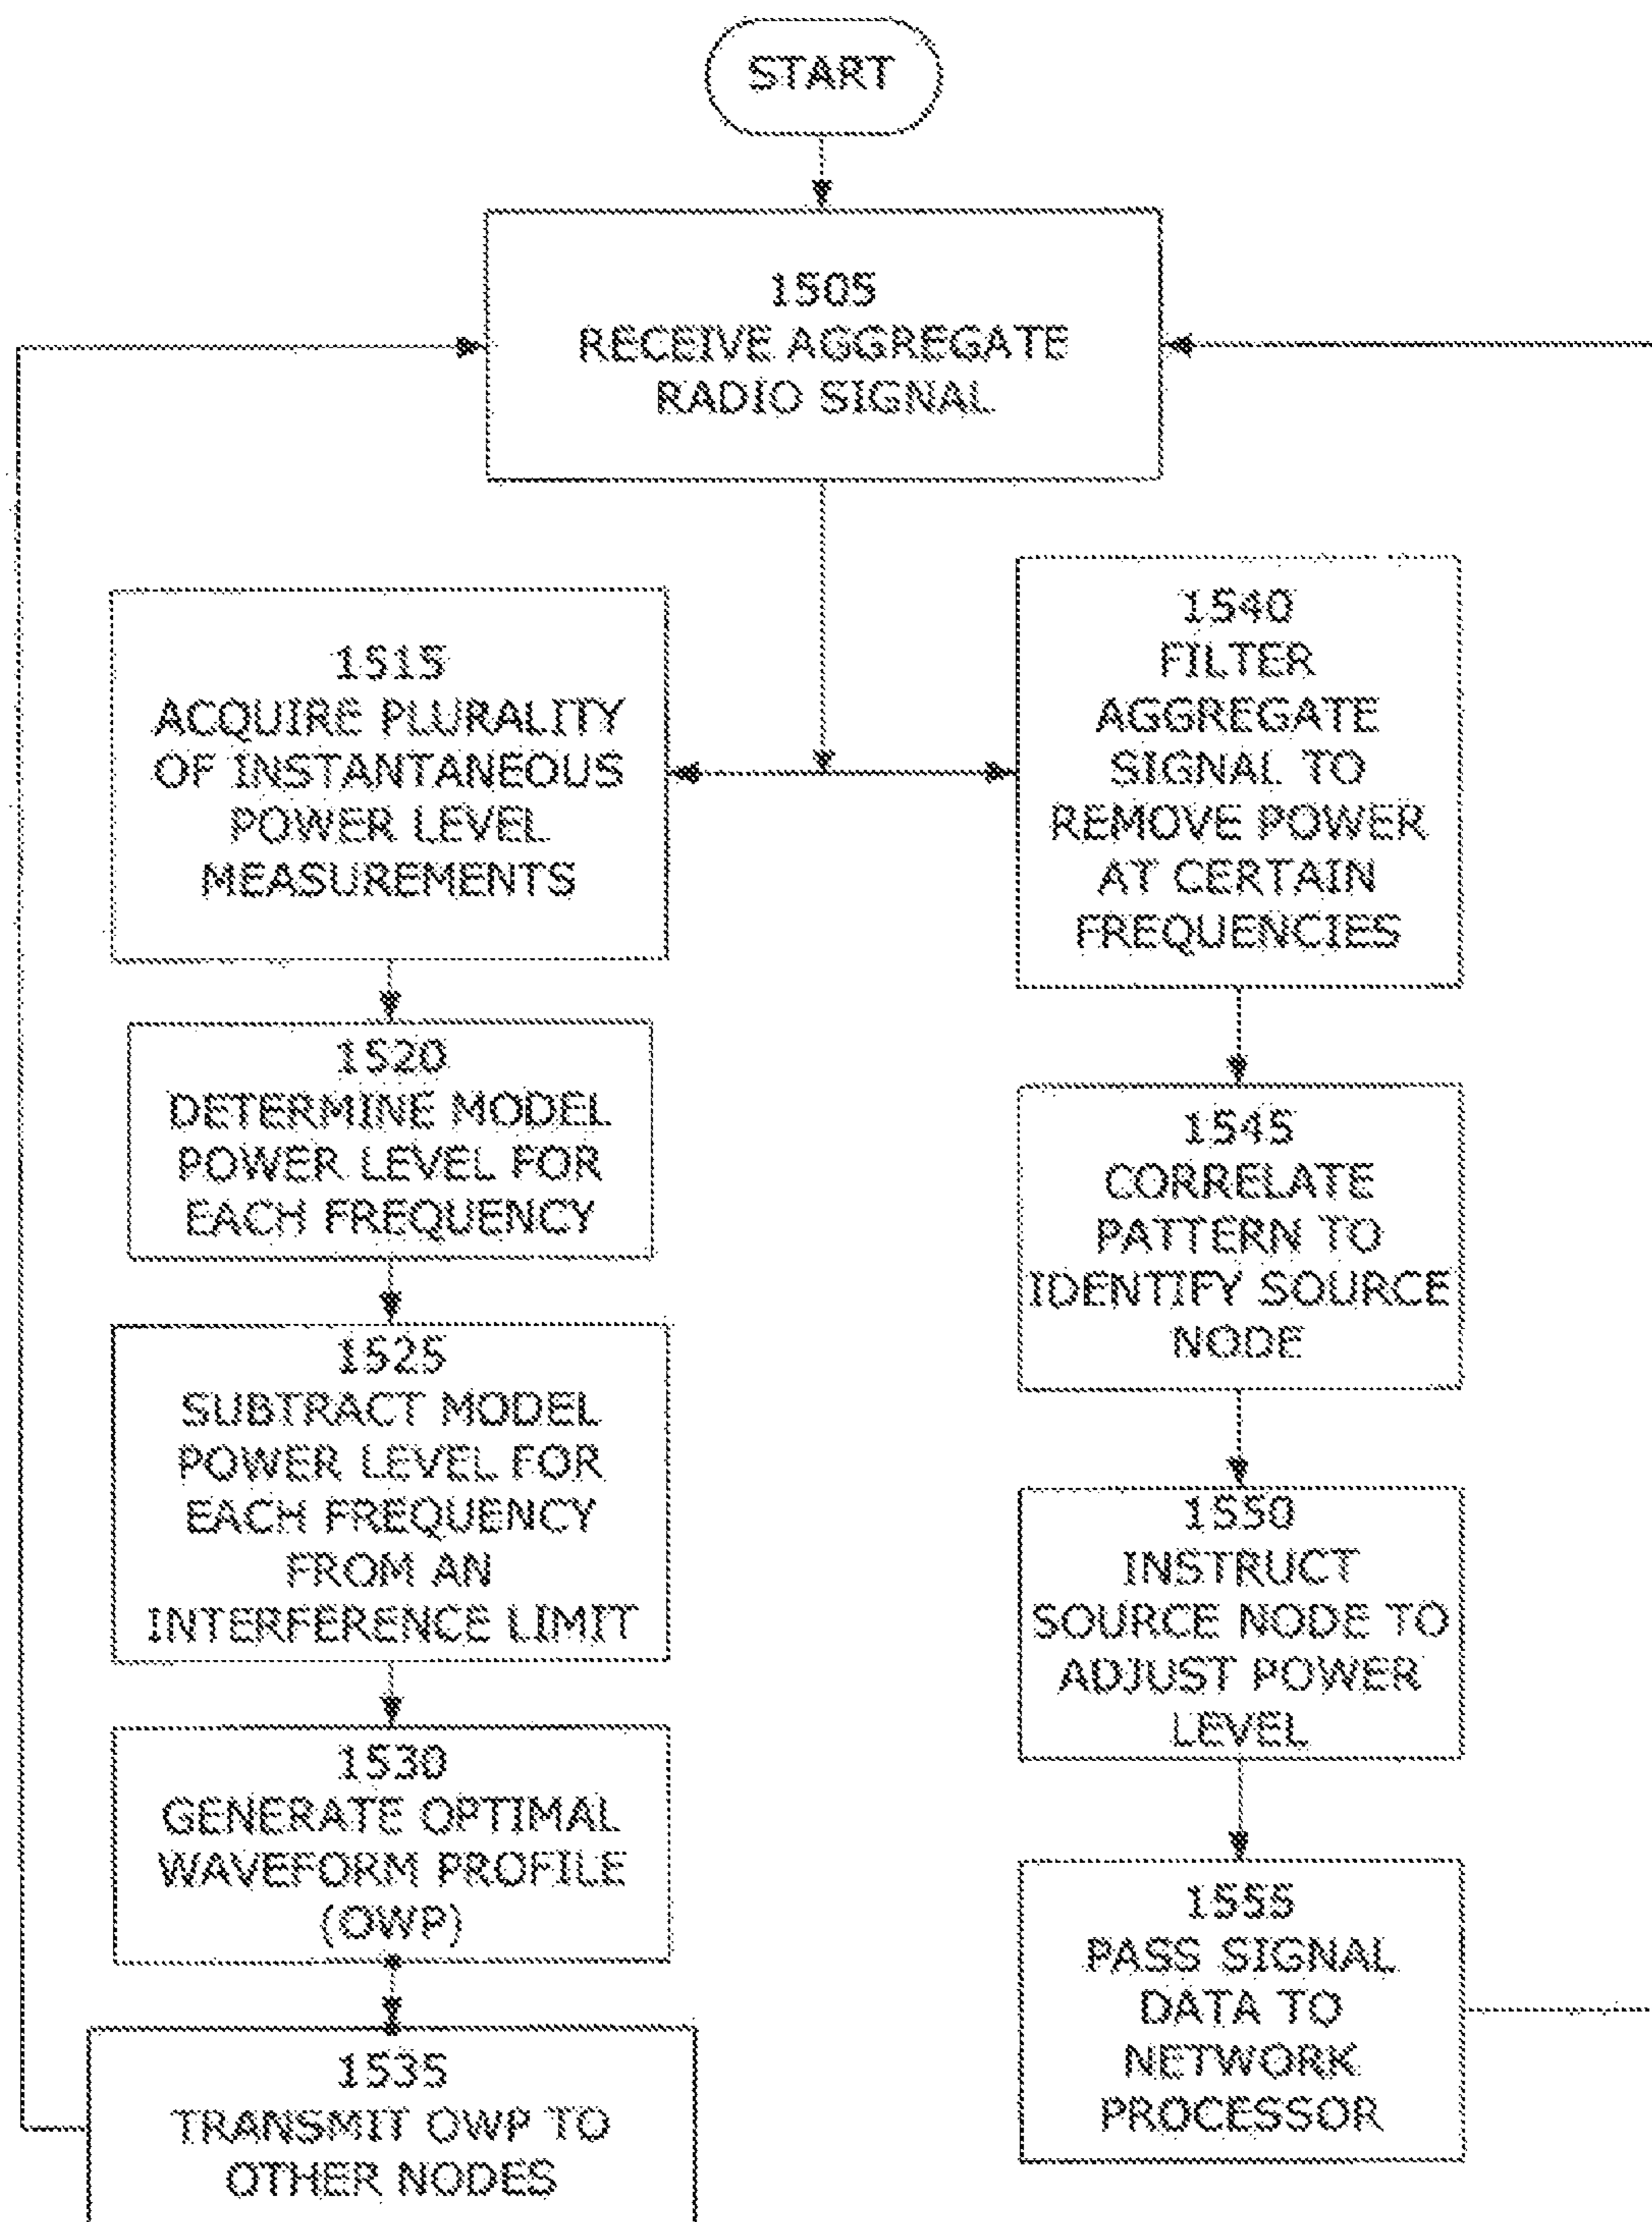 START
1505
RECEIVE AGGREGATE
RADIO SIGNAL
1515
ACQUIRE PLURALITY
OF INSTANTANEOUS
POWER LEVEL
MEASUREMENTS
1520
DETERMINE MODEL
POWER LEVEL FOR
EACH FREQUENCY
1525
SUBTRACT MODEL
POWER LEVEL FOR
EACH FREQUENCY
FROM AN
INTERFERENCE LIMIT
1530
GENERATE OPTIMAL
WAVEFORM PROFILE
(OWP)
1535
TRANSMIT OWP TO
OTHER NODES
1540
FILTER
AGGREGATE
SIGNAL TO
REMOVE POWER
AT CERTAIN
FREQUENCIES
1545
CORRELATE
PATTERN TO
IDENTIFY SOURCE
NODE
1550
INSTRUCT
SOURCE NODE TO
ADJUST POWER
LEVEL
1555
PASS SIGNAL
DATA TO
NETWORK
PROCESSOR